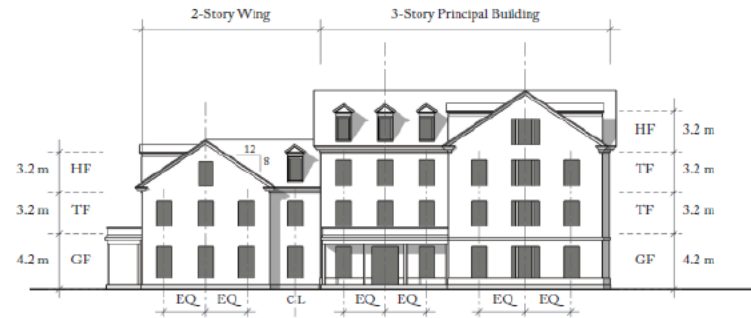 2-Story Wing
3-Story Principal Building
12
8
HF
3.2 m
3.2 m
HF
TF
3.2 m
3.2 m
TF
TF
3.2 m
4.2 m
GF
GF
4.2 m
EQ
EQ
CL
EQ
EQ
EQ
EQ